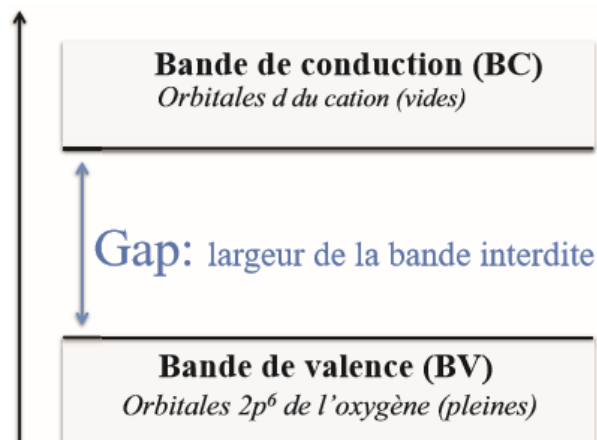 Bande de conduction (BC)
Orbitales d du cation (vides)
Gap: largeur de la bande interdite
Bande de valence (BV)
Orbitales 2p⁶ de l’oxygène (pleines)